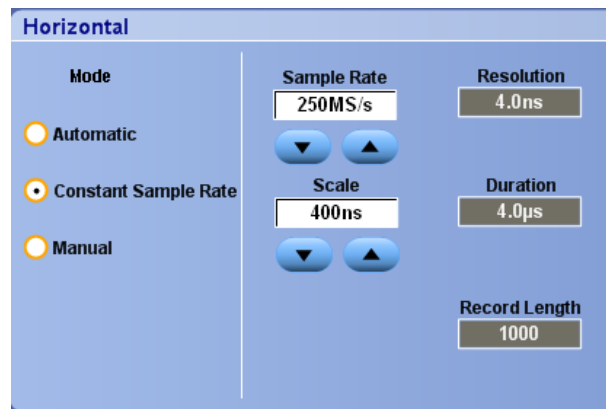 Horizontal
Mode
Automatic
Constant Sample Rate
Manual
Sample Rate
250MS/s
Scale
400ns
Resolution
4.0ns
Duration
4.0µs
Record Length
1000